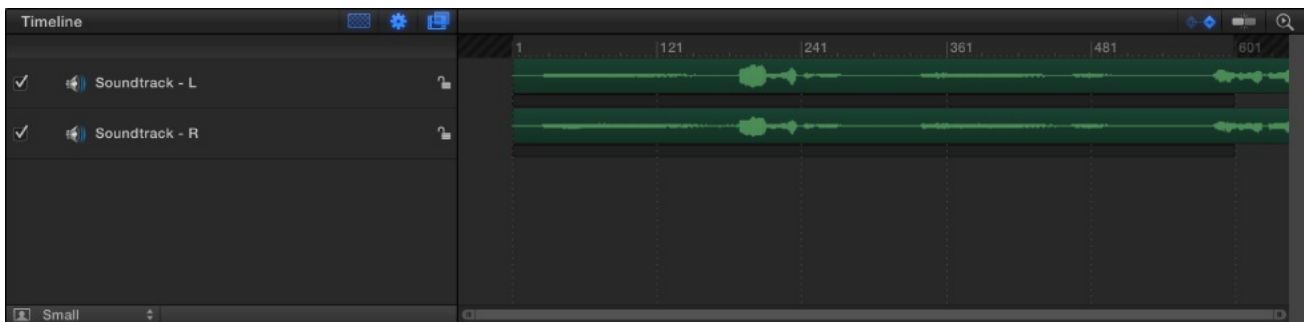 Timeline
1 121 241 361 481 601
Soundtrack - L
Soundtrack - R
Small